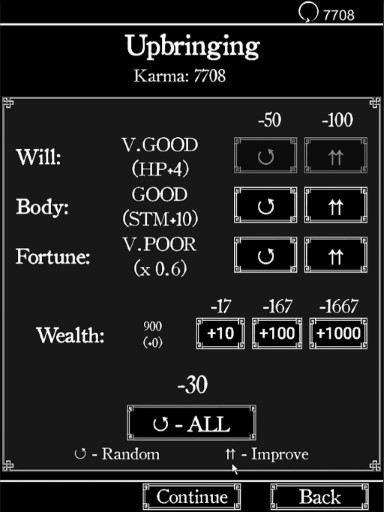 7708
Upbringing
Karma: 7708
-50 -100
Will: V.GOOD
(HP+4)
Body: GOOD
(STM+10)
Fortune: V.POOR
(x 0.6)
-17 -167 -1667
Wealth: 900 +10 +100 +1000
(+0)
-30
- ALL
- Random - Improve
Continue Back